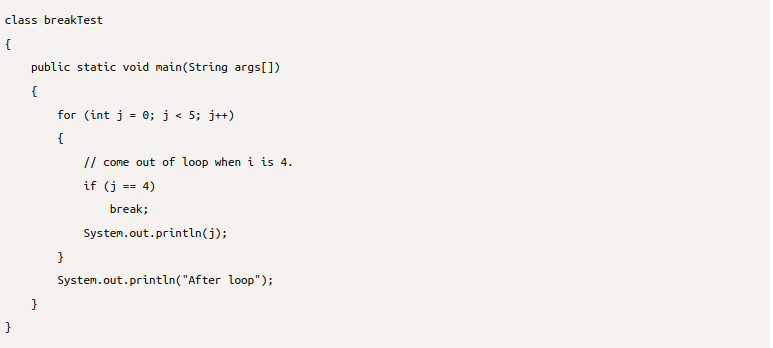 class breakTest
{
    public static void main(String args[])
    {
        for (int j = 0; j < 5; j++)
        {
            // come out of loop when i is 4.
            if (j == 4)
                break;
            System.out.println(j);
        }
        System.out.println("After loop");
    }
}